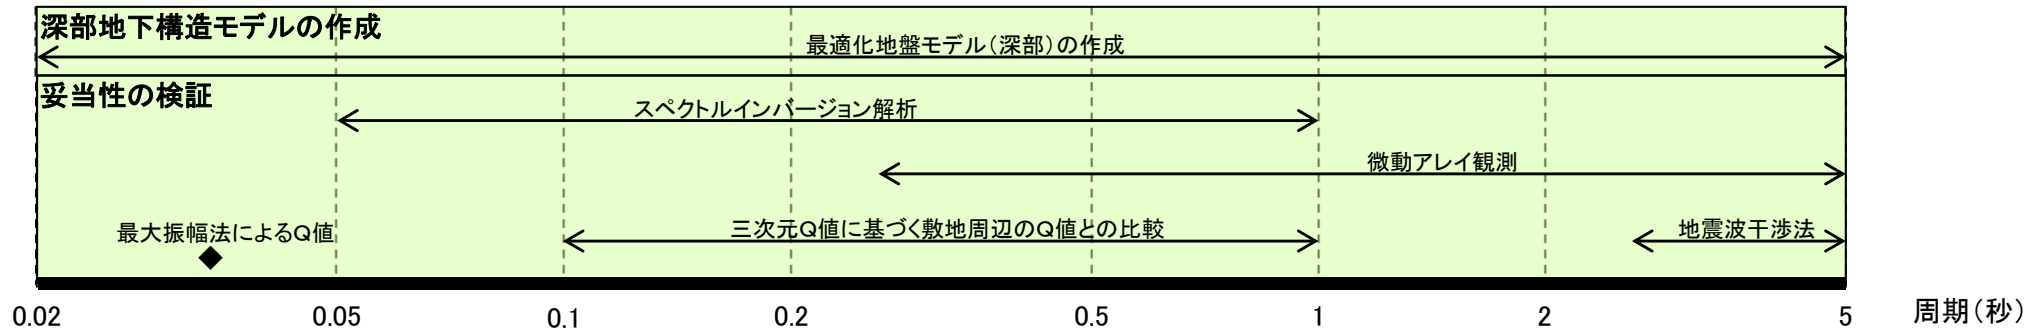 深部地下構造モデルの作成
最適化地盤モデル（深部）の作成
妥当性の検証
スペクトルインバージョン解析
微動アレイ観測
最大振幅法によるQ値
三次元Q値に基づく敷地周辺のQ値との比較
地震波干渉法
0.02 0.05 0.1 0.2 0.5 1 2 5 周期（秒）